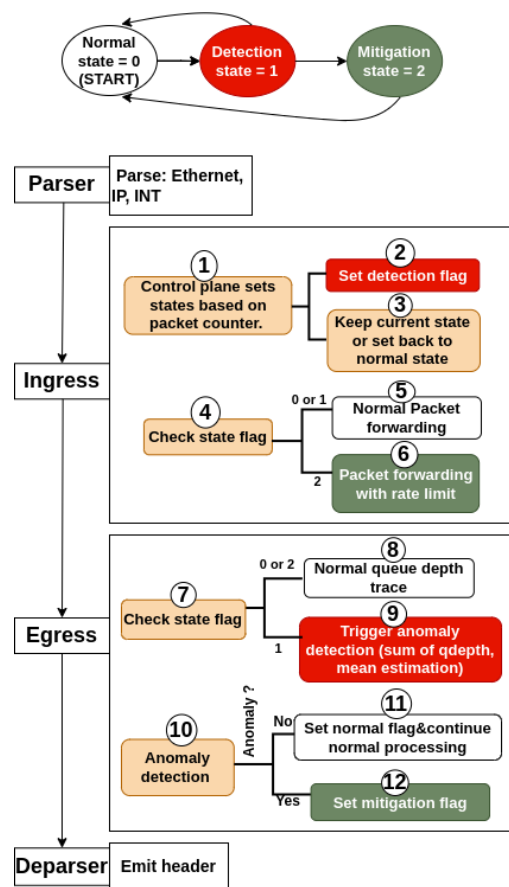 Normal
state = 0
(START)
Detection
state = 1
Mitigation
state = 2
Parser
Parse: Ethernet,
IP, INT
Ingress
1
Control plane sets
states based on
packet counter.
2
Set detection flag
3
Keep current state
or set back to
normal state
4
Check state flag
0 or 1
5
Normal Packet
forwarding
2
6
Packet forwarding
with rate limit
Egress
7
Check state flag
0 or 2
8
Normal queue depth
trace
1
9
Trigger anomaly
detection (sum of qdepth,
mean estimation)
10
Anomaly
detection
Anomaly ?
No
11
Set normal flag&continue
normal processing
Yes
12
Set mitigation flag
Deparser
Emit header